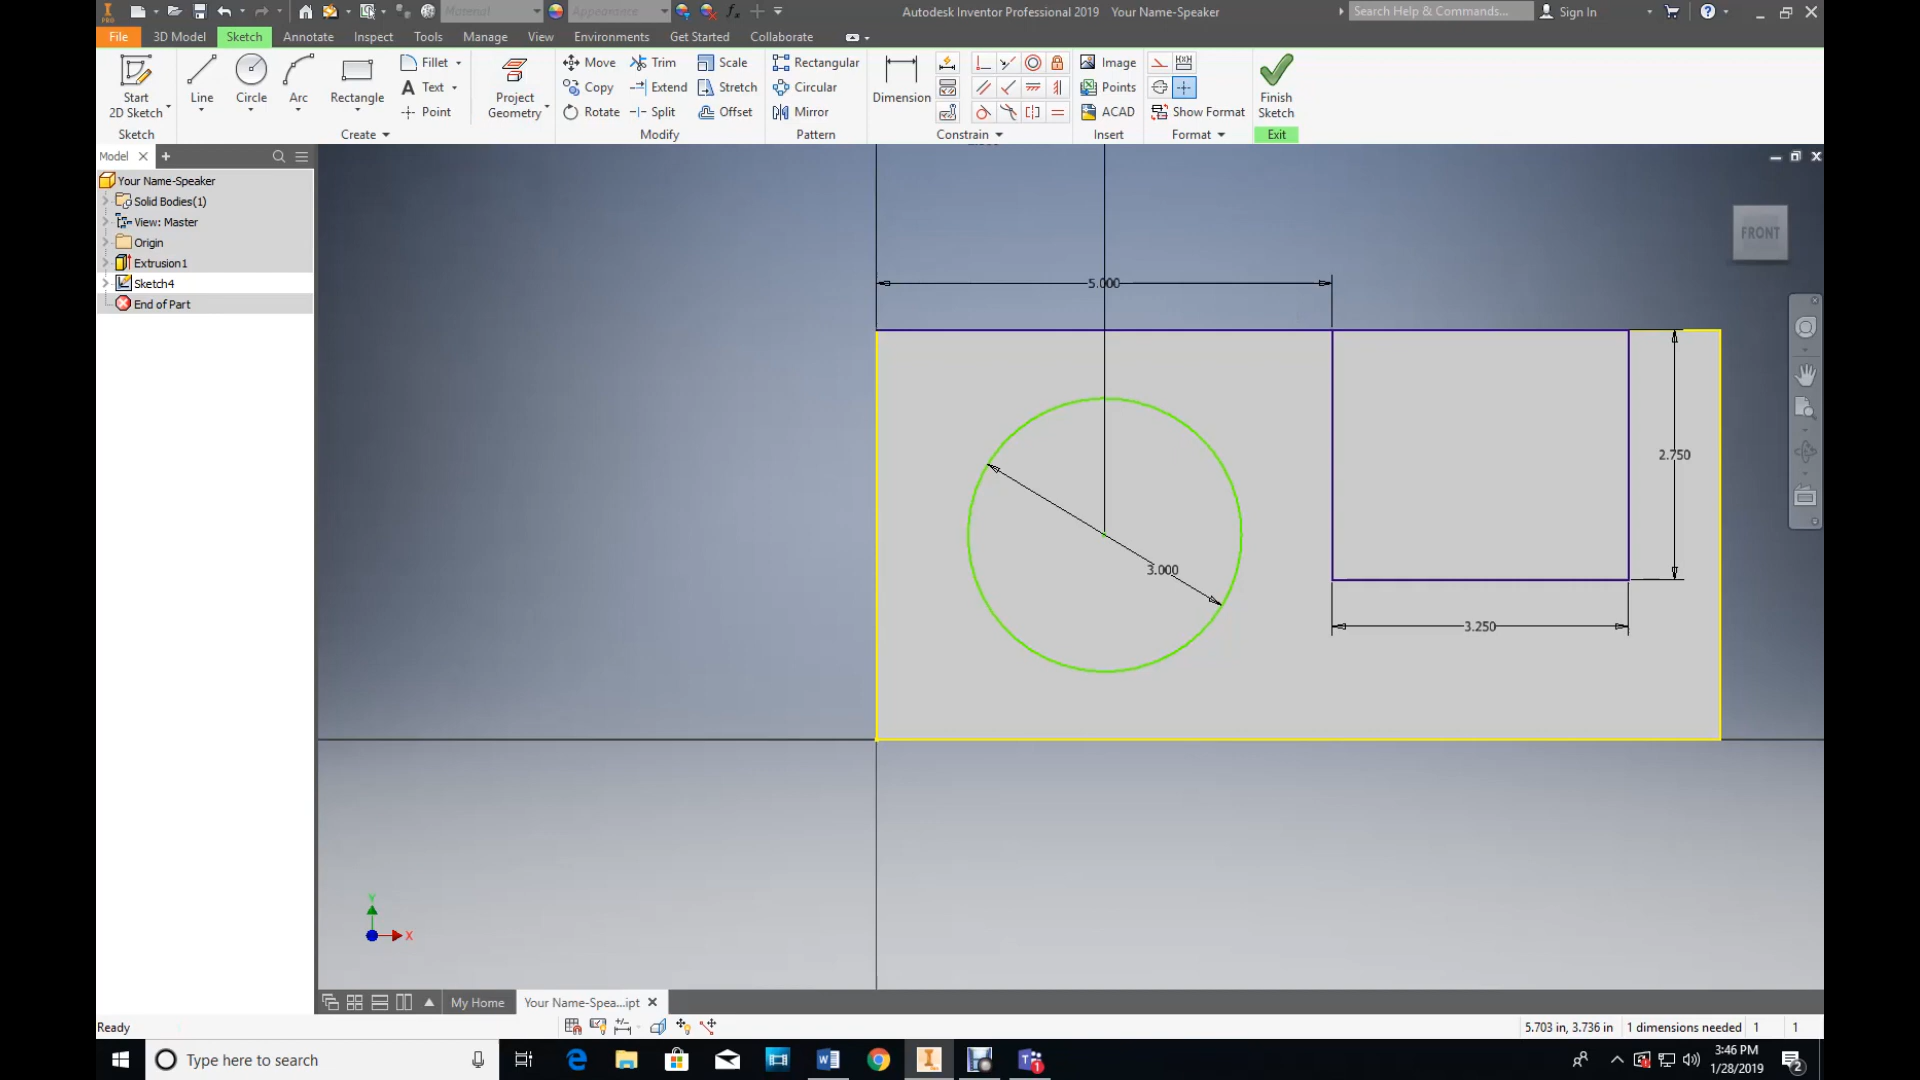 Material
Appearance
fx
Autodesk Inventor Professional 2019 Your Name-Speaker
Search Help & Commands...
Sign In
File 3D Model Sketch Annotate Inspect Tools Manage View Environments Get Started Collaborate
Start
2D Sketch
Line
Circle
Arc
Rectangle
Fillet
Text
Point
Project
Geometry
Move
Copy
Rotate
Trim
Extend
Split
Scale
Stretch
Offset
Rectangular
Circular
Mirror
Dimension
Image
Points
ACAD
Show Format
Finish
Sketch
Sketch
Create
Modify
Pattern
Constrain
Insert
Format
Exit
Model
Your Name-Speaker
Solid Bodies(1)
View: Master
Origin
Extrusion1
Sketch4
End of Part
FRONT
5.000
2.750
3.000
3.250
Y
X
My Home
Your Name-Spea...ipt
Ready
5.703 in, 3.736 in 1 dimensions needed 1 1
Type here to search
3:46 PM
1/28/2019
2